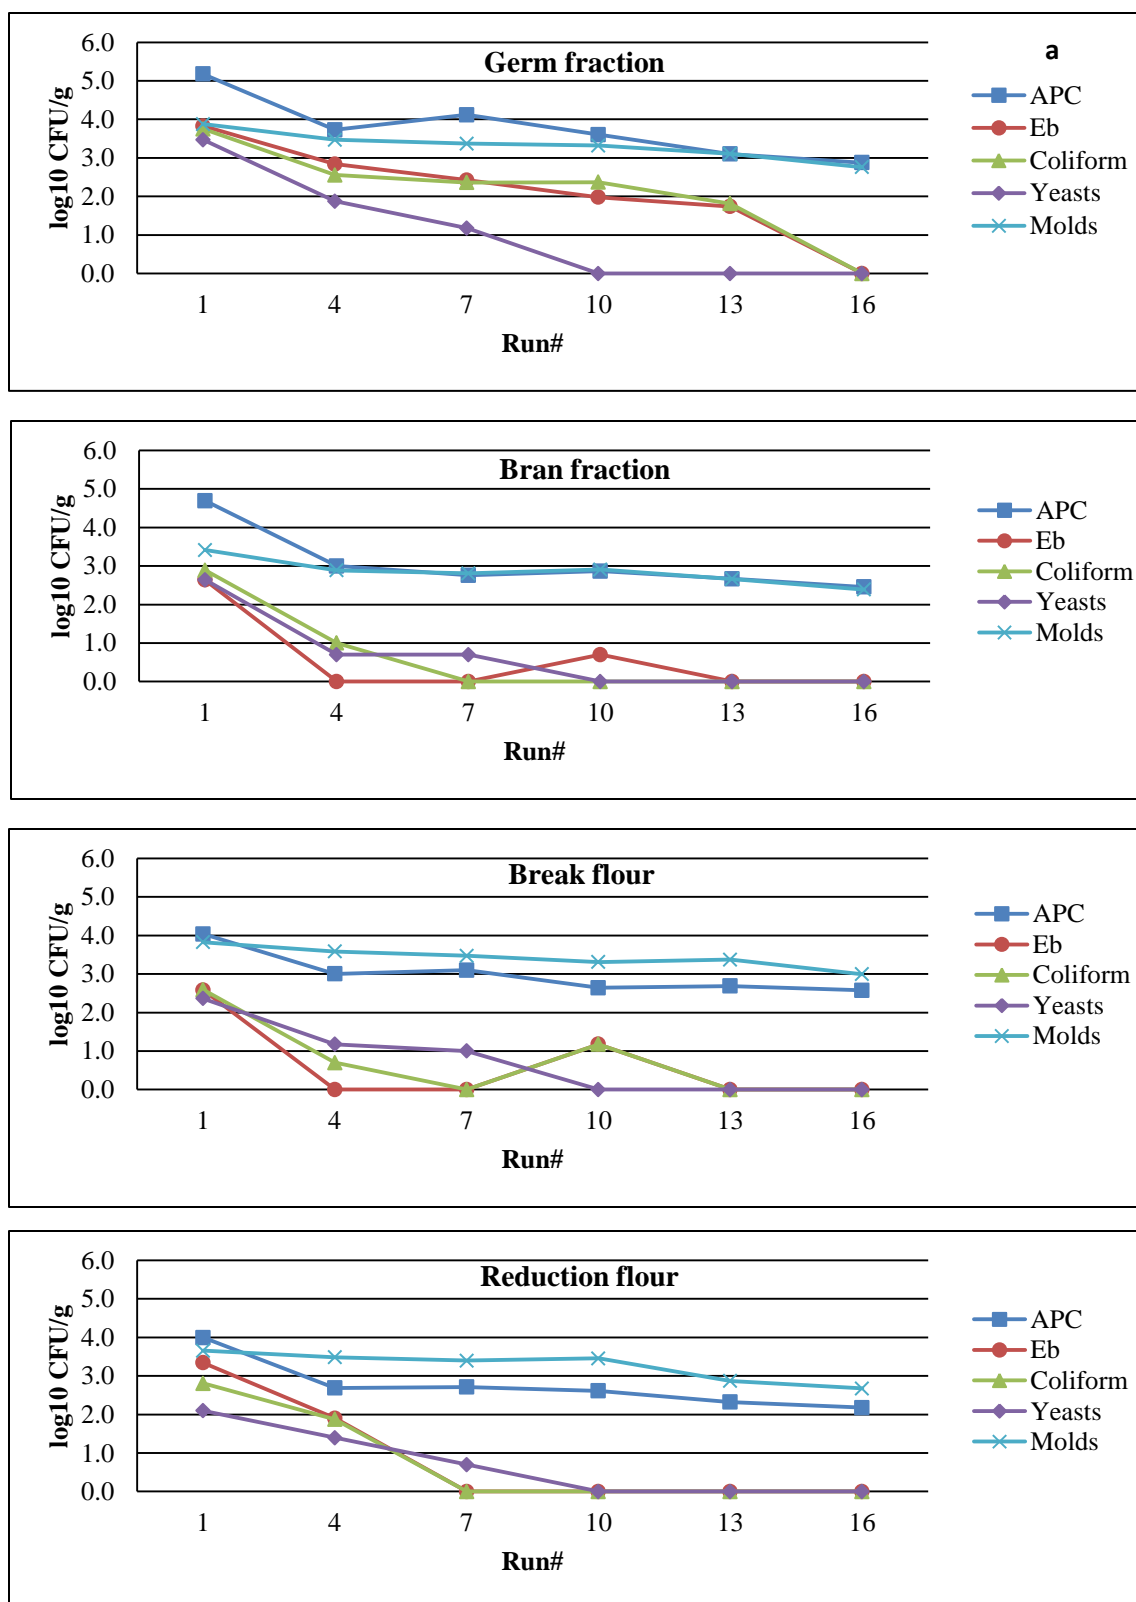 Germ fraction
a
log10 CFU/g
6.0
5.0
4.0
3.0
2.0
1.0
0.0
1 4 7 10 13 16
Run#
APC
Eb
Coliform
Yeasts
Molds
Bran fraction
log10 CFU/g
6.0
5.0
4.0
3.0
2.0
1.0
0.0
1 4 7 10 13 16
Run#
APC
Eb
Coliform
Yeasts
Molds
Break flour
log10 CFU/g
6.0
5.0
4.0
3.0
2.0
1.0
0.0
1 4 7 10 13 16
Run#
APC
Eb
Coliform
Yeasts
Molds
Reduction flour
log10 CFU/g
6.0
5.0
4.0
3.0
2.0
1.0
0.0
1 4 7 10 13 16
Run#
APC
Eb
Coliform
Yeasts
Molds